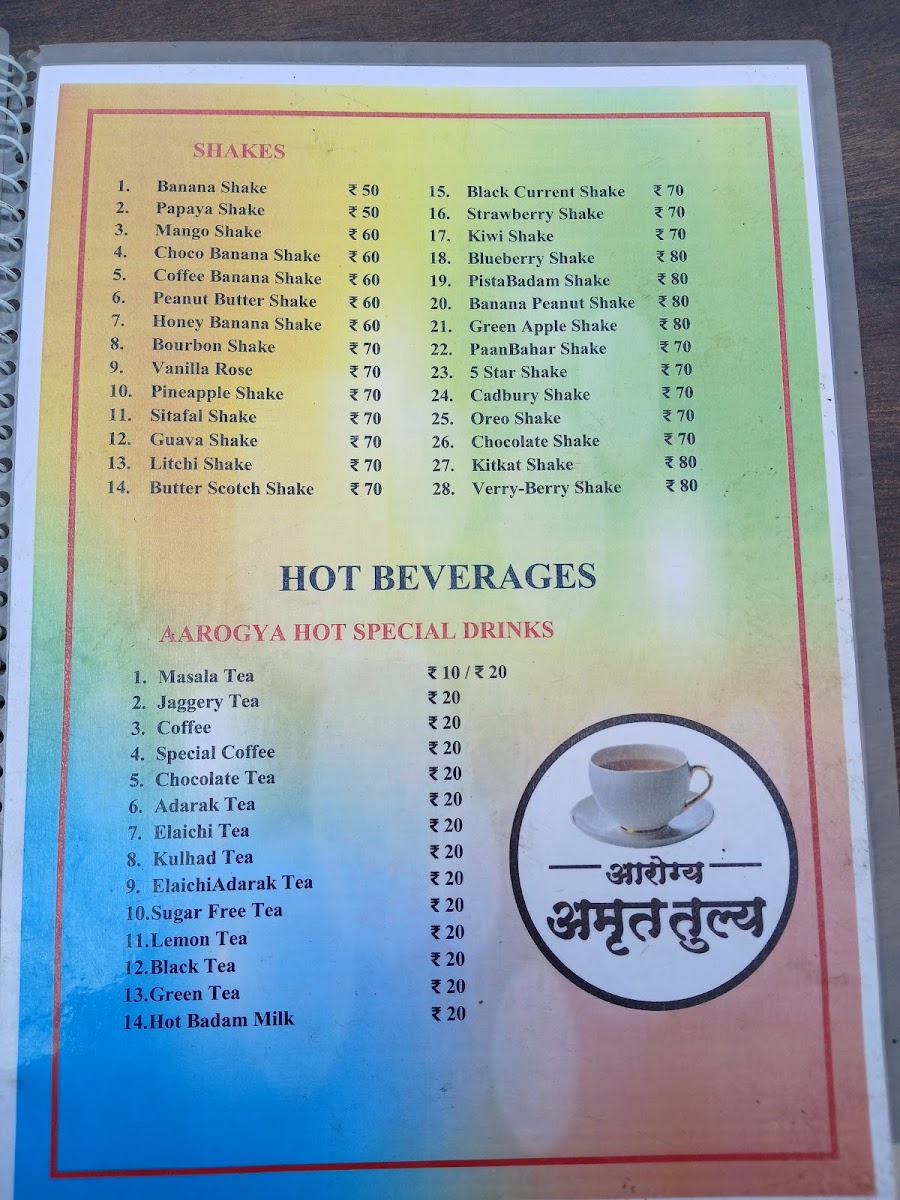 SHAKES
1. Banana Shake ₹ 50
2. Papaya Shake ₹ 50
3. Mango Shake ₹ 60
4. Choco Banana Shake ₹ 60
5. Coffee Banana Shake ₹ 60
6. Peanut Butter Shake ₹ 60
7. Honey Banana Shake ₹ 60
8. Bourbon Shake ₹ 70
9. Vanilla Rose ₹ 70
10. Pineapple Shake ₹ 70
11. Sitafal Shake ₹ 70
12. Guava Shake ₹ 70
13. Litchi Shake ₹ 70
14. Butter Scotch Shake ₹ 70
15. Black Current Shake ₹ 70
16. Strawberry Shake ₹ 70
17. Kiwi Shake ₹ 70
18. Blueberry Shake ₹ 80
19. PistaBadam Shake ₹ 80
20. Banana Peanut Shake ₹ 80
21. Green Apple Shake ₹ 80
22. PaanBahar Shake ₹ 70
23. 5 Star Shake ₹ 70
24. Cadbury Shake ₹ 70
25. Oreo Shake ₹ 70
26. Chocolate Shake ₹ 70
27. Kitkat Shake ₹ 80
28. Verry-Berry Shake ₹ 80
HOT BEVERAGES
AAROGYA HOT SPECIAL DRINKS
1. Masala Tea ₹ 10 / ₹ 20
2. Jaggery Tea ₹ 20
3. Coffee ₹ 20
4. Special Coffee ₹ 20
5. Chocolate Tea ₹ 20
6. Adarak Tea ₹ 20
7. Elaichi Tea ₹ 20
8. Kulhad Tea ₹ 20
9. ElaichiAdarak Tea ₹ 20
10.Sugar Free Tea ₹ 20
11.Lemon Tea ₹ 20
12.Black Tea ₹ 20
13.Green Tea ₹ 20
14.Hot Badam Milk ₹ 20
आरोग्य
अमृत तुल्य